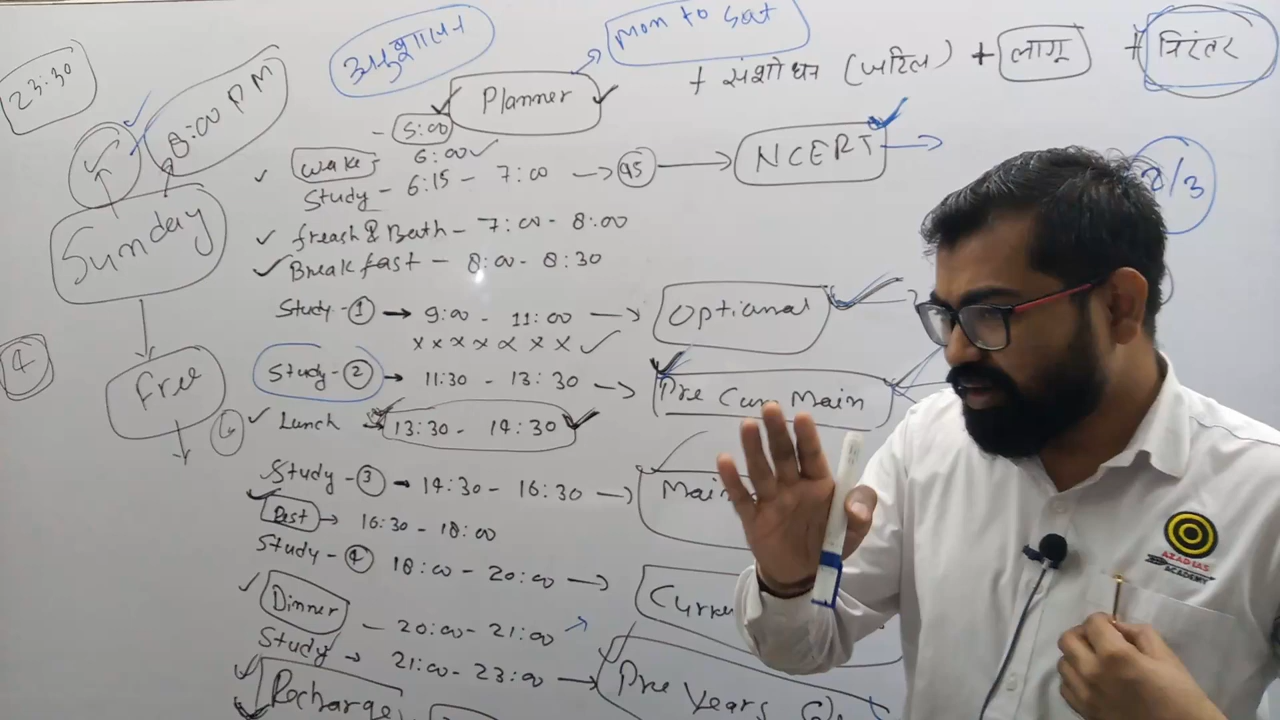 23:30
8:00 PM
Sunday
Free
4
अनुशासन
Mon to Sat
+ संशोधन (जटिल) + लागू + निरंतर
Planner
- 5:00
Wake 6:00
Study - 6:15 - 7:00 → 45 → NCERT →
2/3
freash & Bath - 7:00 - 8:00
Breakfast - 8:00 - 8:30
Study - 1 → 9:00 - 11:00 → Optional
x x x x x x x
Study - 2 → 11:30 - 13:30 → Pre Cum Main
Lunch 13:30 - 14:30
Study - 3 - 14:30 - 16:30 → Main
Rest → 16:30 - 18:00
Study - 4 18:00 - 20:00 → Curre
Dinner - 20:00 - 21:00
Study → 21:00 - 23:00 → Pre Years
Recharge
AZAD IAS
ACADEMY